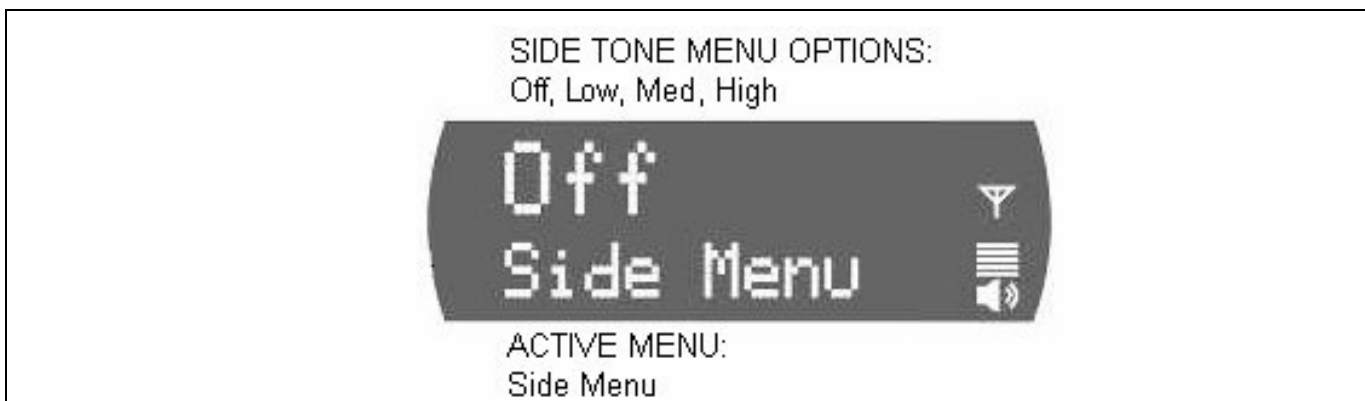 SIDE TONE MENU OPTIONS:
Off, Low, Med, High
Off
Side Menu
ACTIVE MENU:
Side Menu